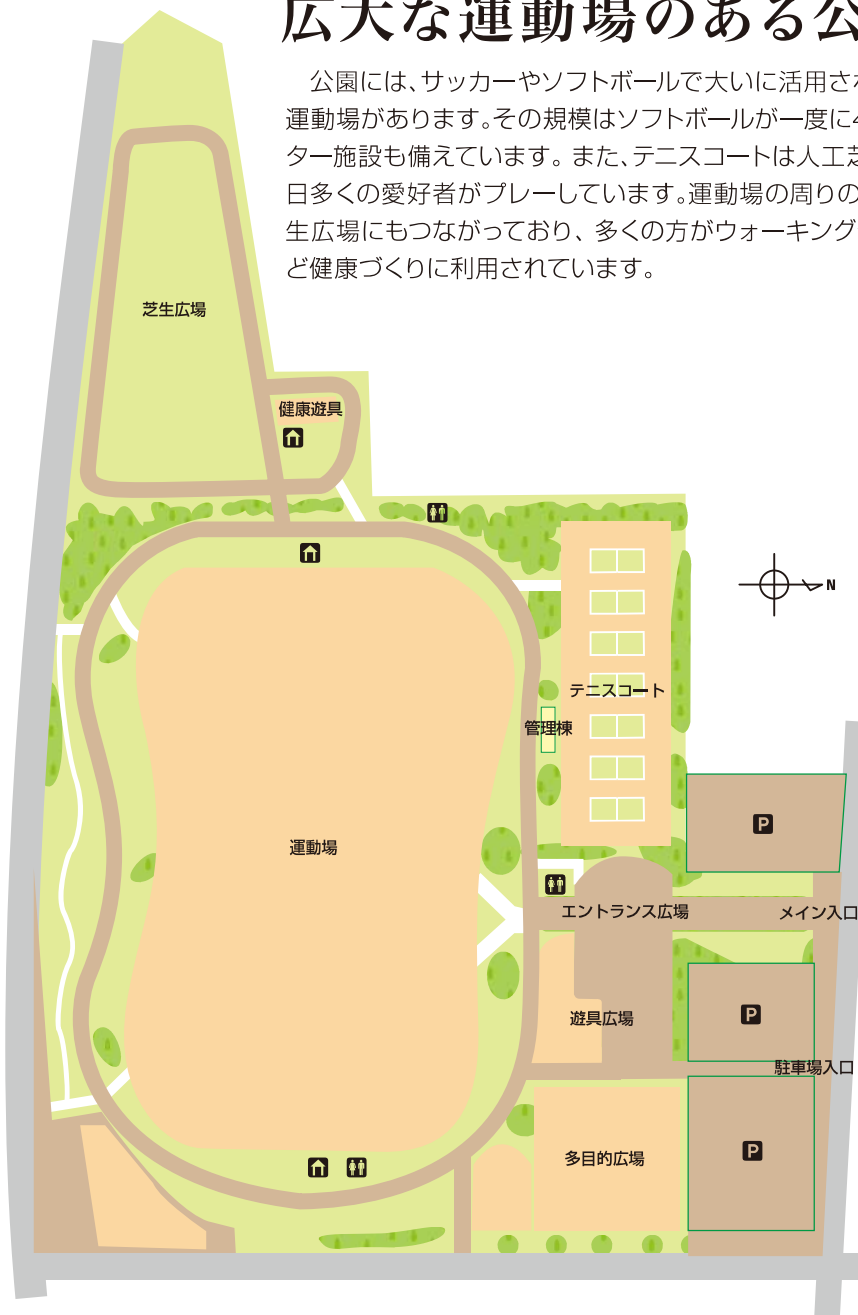 広大な運動場のある公
公園には、サッカーやソフトボールで大いに活用され
運動場があります。その規模はソフトボールが一度に4
ター施設も備えています。また、テニスコートは人工芝
日多くの愛好者がプレーしています。運動場の周りの
生広場にもつながっており、多くの方がウォーキング
ど健康づくりに利用されています。
芝生広場
健康遊具
N
テニスコート
管理棟
P
運動場
エントランス広場
メイン入口
遊具広場
P
駐車場入口
多目的広場
P